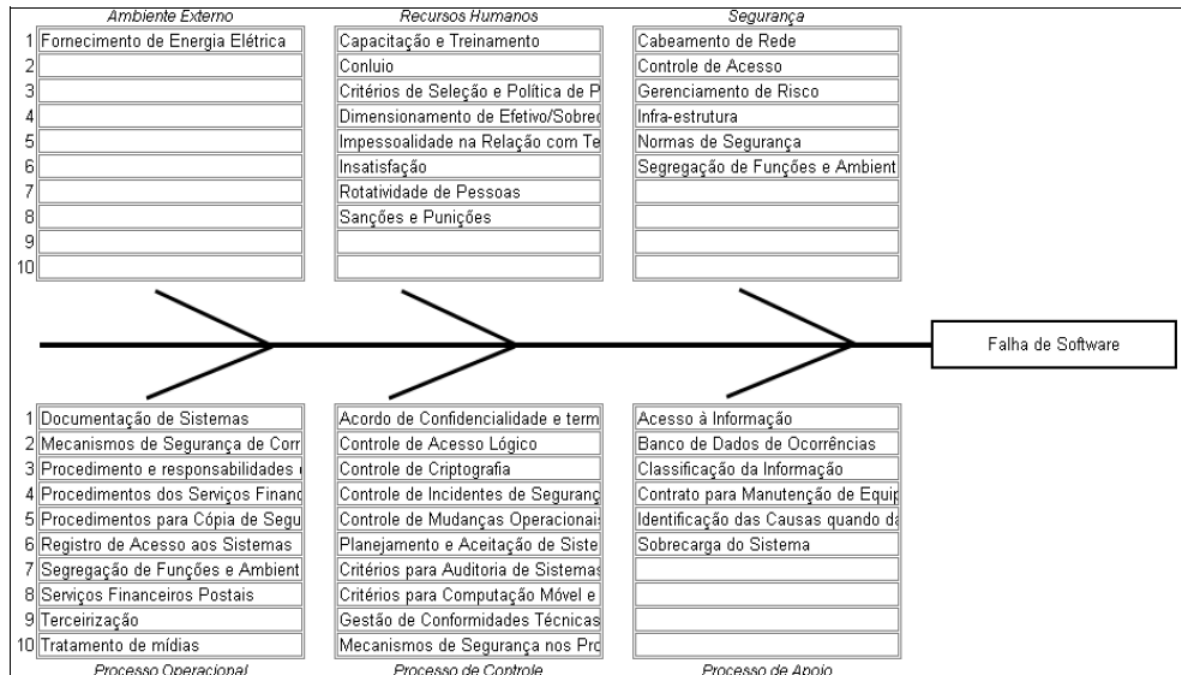 Ambiente Externo
1 Fornecimento de Energia Elétrica
2
3
4
5
6
7
8
9
10
Recursos Humanos
Capacitação e Treinamento
Conluio
Critérios de Seleção e Política de P
Dimensionamento de Efetivo/Sobrec
Impessoalidade na Relação com Te
Insatisfação
Rotatividade de Pessoas
Sanções e Punições
Segurança
Cabeamento de Rede
Controle de Acesso
Gerenciamento de Risco
Infra-estrutura
Normas de Segurança
Segregação de Funções e Ambient
Falha de Software
1 Documentação de Sistemas
2 Mecanismos de Segurança de Corr
3 Procedimento e responsabilidades
4 Procedimentos dos Serviços Financ
5 Procedimentos para Cópia de Segu
6 Registro de Acesso aos Sistemas
7 Segregação de Funções e Ambient
8 Serviços Financeiros Postais
9 Terceirização
10 Tratamento de mídias
Processo Operacional
Acordo de Confidencialidade e term
Controle de Acesso Lógico
Controle de Criptografia
Controle de Incidentes de Seguranç
Controle de Mudanças Operacionais
Planejamento e Aceitação de Siste
Critérios para Auditoria de Sistemas
Critérios para Computação Móvel e
Gestão de Conformidades Técnicas
Mecanismos de Segurança nos Pro
Processo de Controle
Acesso à Informação
Banco de Dados de Ocorrências
Classificação da Informação
Contrato para Manutenção de Equip
Identificação das Causas quando da
Sobrecarga do Sistema
Processo de Apoio